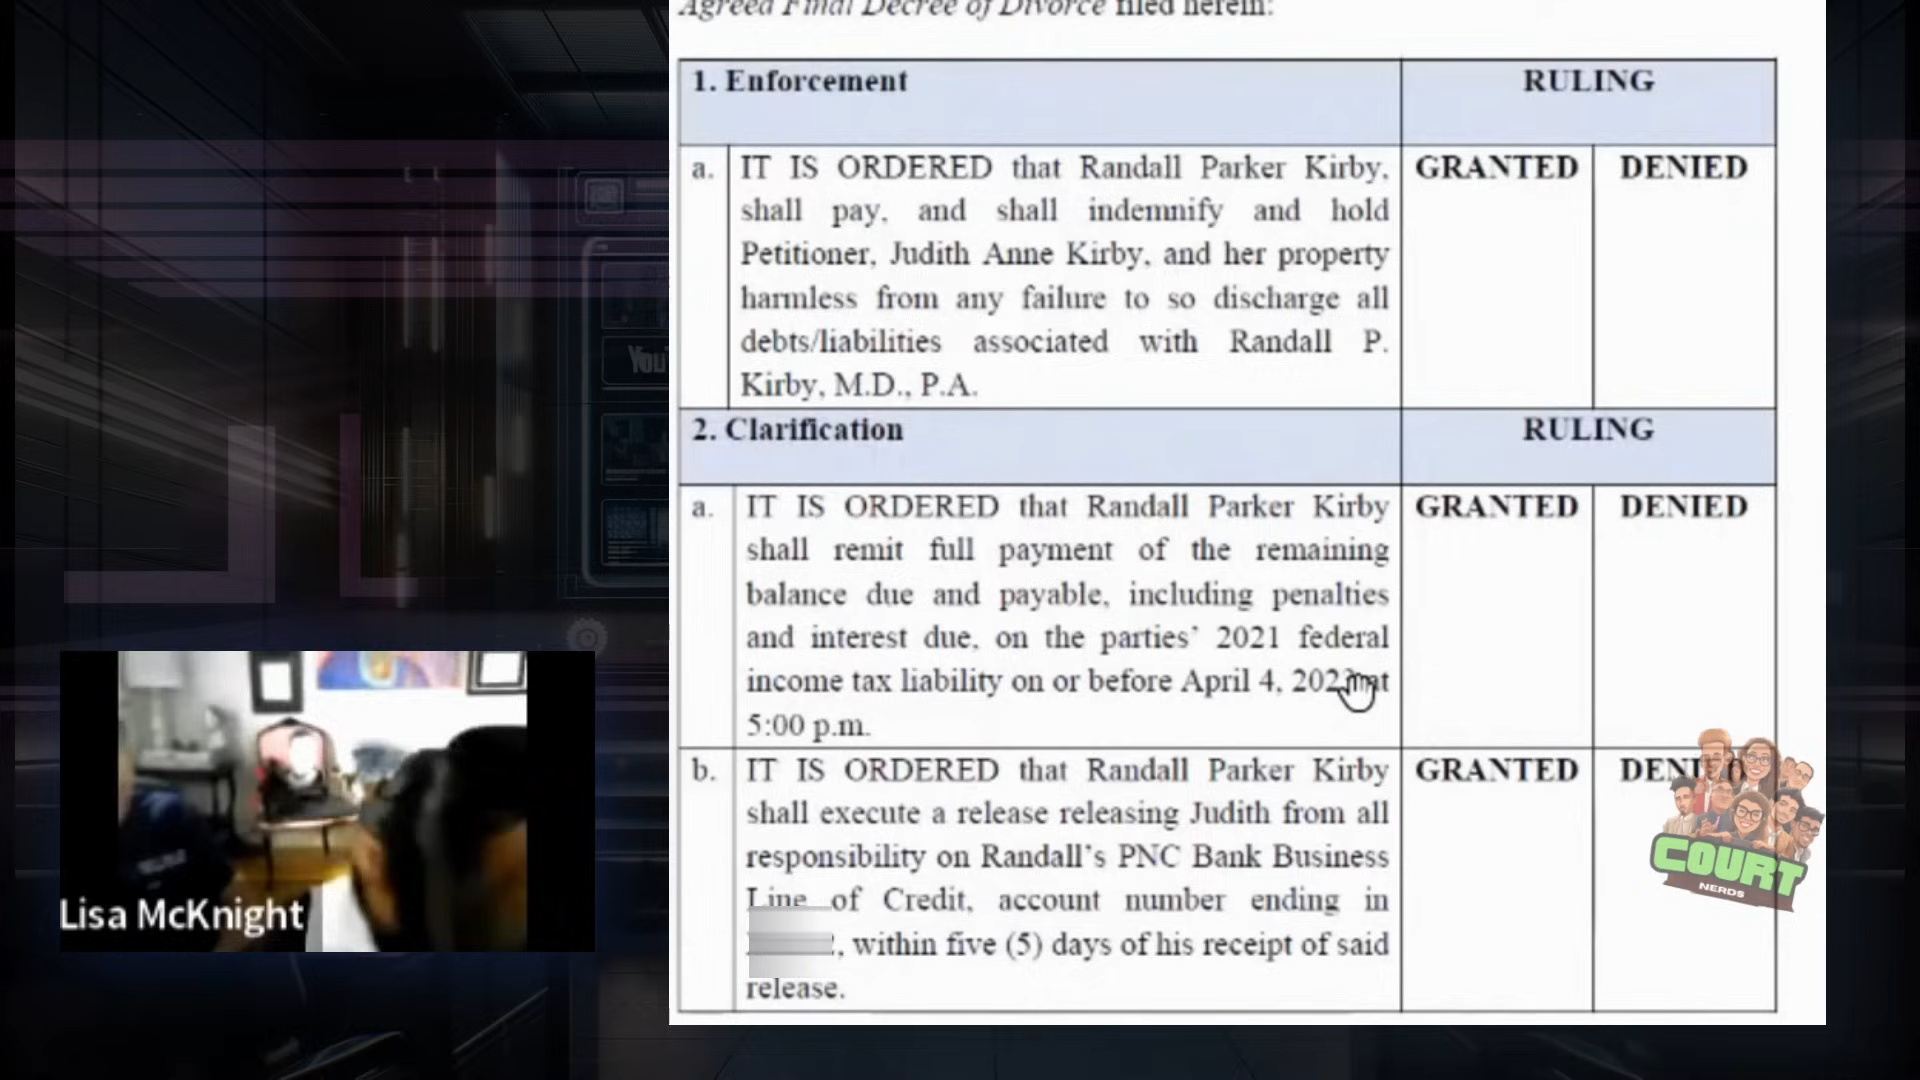 Agreed Final Decree of Divorce filed herein:
1. Enforcement
RULING
a. IT IS ORDERED that Randall Parker Kirby,
shall pay, and shall indemnify and hold
Petitioner, Judith Anne Kirby, and her property
harmless from any failure to so discharge all
debts/liabilities associated with Randall P.
Kirby, M.D., P.A.
GRANTED
DENIED
2. Clarification
RULING
a. IT IS ORDERED that Randall Parker Kirby
shall remit full payment of the remaining
balance due and payable, including penalties
and interest due, on the parties' 2021 federal
income tax liability on or before April 4, at
5:00 p.m.
GRANTED
DENIED
b. IT IS ORDERED that Randall Parker Kirby
shall execute a release releasing Judith from all
responsibility on Randall's PNC Bank Business
Line of Credit, account number ending in
, within five (5) days of his receipt of said
release.
GRANTED
Lisa McKnight
COURT
NERDS
You